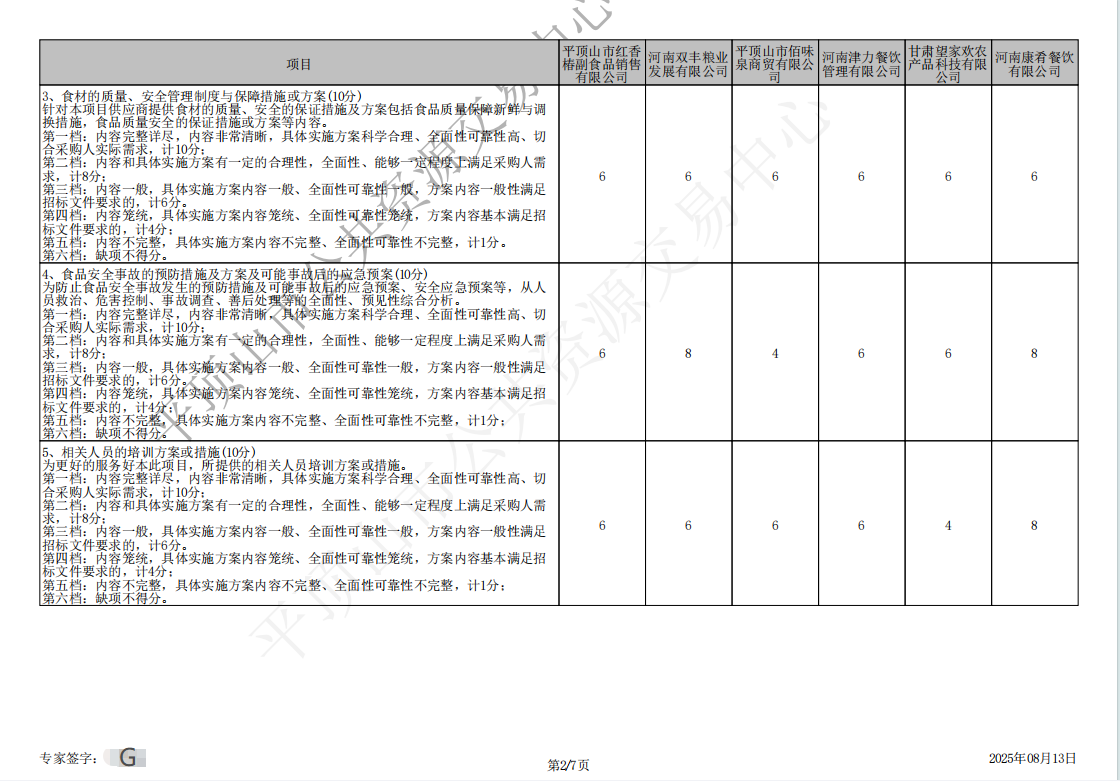 项目
平顶山市红香
椿副食品销售
有限公司
河南双丰粮业
发展有限公司
平顶山市佰味
泉商贸有限公
司
河南津力餐饮
管理有限公司
甘肃望家欢农
产品科技有限
公司
河南康肴餐饮
有限公司
3、食材的质量、安全管理制度与保障措施或方案(10分)
针对本项目供应商提供食材的质量、安全的保证措施及方案包括食品质量保障新鲜与调
换措施，食品质量安全的保证措施或方案等内容。
第一档：内容完整详尽，内容非常清晰，具体实施方案科学合理、全面性可靠性高、切
合采购人实际需求，计10分；
第二档：内容和具体实施方案有一定的合理性，全面性、能够一定程度上满足采购人需
求，计8分；
第三档：内容一般，具体实施方案内容一般、全面性可靠性一般，方案内容一般性满足
招标文件要求的，计6分。
第四档：内容笼统，具体实施方案内容笼统、全面性可靠性笼统，方案内容基本满足招
标文件要求的，计4分；
第五档：内容不完整，具体实施方案内容不完整、全面性可靠性不完整，计1分。
第六档：缺项不得分。
6 6 6 6 6 6
4、食品安全事故的预防措施及方案及可能事故后的应急预案(10分)
为防止食品安全事故发生的预防措施及可能事故后的应急预案、安全应急预案等，从人
员救治、危害控制、事故调查、善后处理等的全面性、预见性综合分析。
第一档：内容完整详尽，内容非常清晰，具体实施方案科学合理、全面性可靠性高、切
合采购人实际需求，计10分；
第二档：内容和具体实施方案有一定的合理性，全面性、能够一定程度上满足采购人需
求，计8分；
第三档：内容一般，具体实施方案内容一般、全面性可靠性一般，方案内容一般性满足
招标文件要求的，计6分。
第四档：内容笼统，具体实施方案内容笼统、全面性可靠性笼统，方案内容基本满足招
标文件要求的，计4分；
第五档：内容不完整，具体实施方案内容不完整、全面性可靠性不完整，计1分；
第六档：缺项不得分。
6 8 4 6 6 8
5、相关人员的培训方案或措施(10分)
为更好的服务好本此项目，所提供的相关人员培训方案或措施。
第一档：内容完整详尽，内容非常清晰，具体实施方案科学合理、全面性可靠性高、切
合采购人实际需求，计10分；
第二档：内容和具体实施方案有一定的合理性，全面性、能够一定程度上满足采购人需
求，计8分；
第三档：内容一般，具体实施方案内容一般、全面性可靠性一般，方案内容一般性满足
招标文件要求的，计6分。
第四档：内容笼统，具体实施方案内容笼统、全面性可靠性笼统，方案内容基本满足招
标文件要求的，计4分；
第五档：内容不完整，具体实施方案内容不完整、全面性可靠性不完整，计1分；
第六档：缺项不得分。
6 6 6 6 4 8
平顶山市公共资源交易中心
平顶山市公共资源交易中心
专家签字： G
第2/7页
2025年08月13日